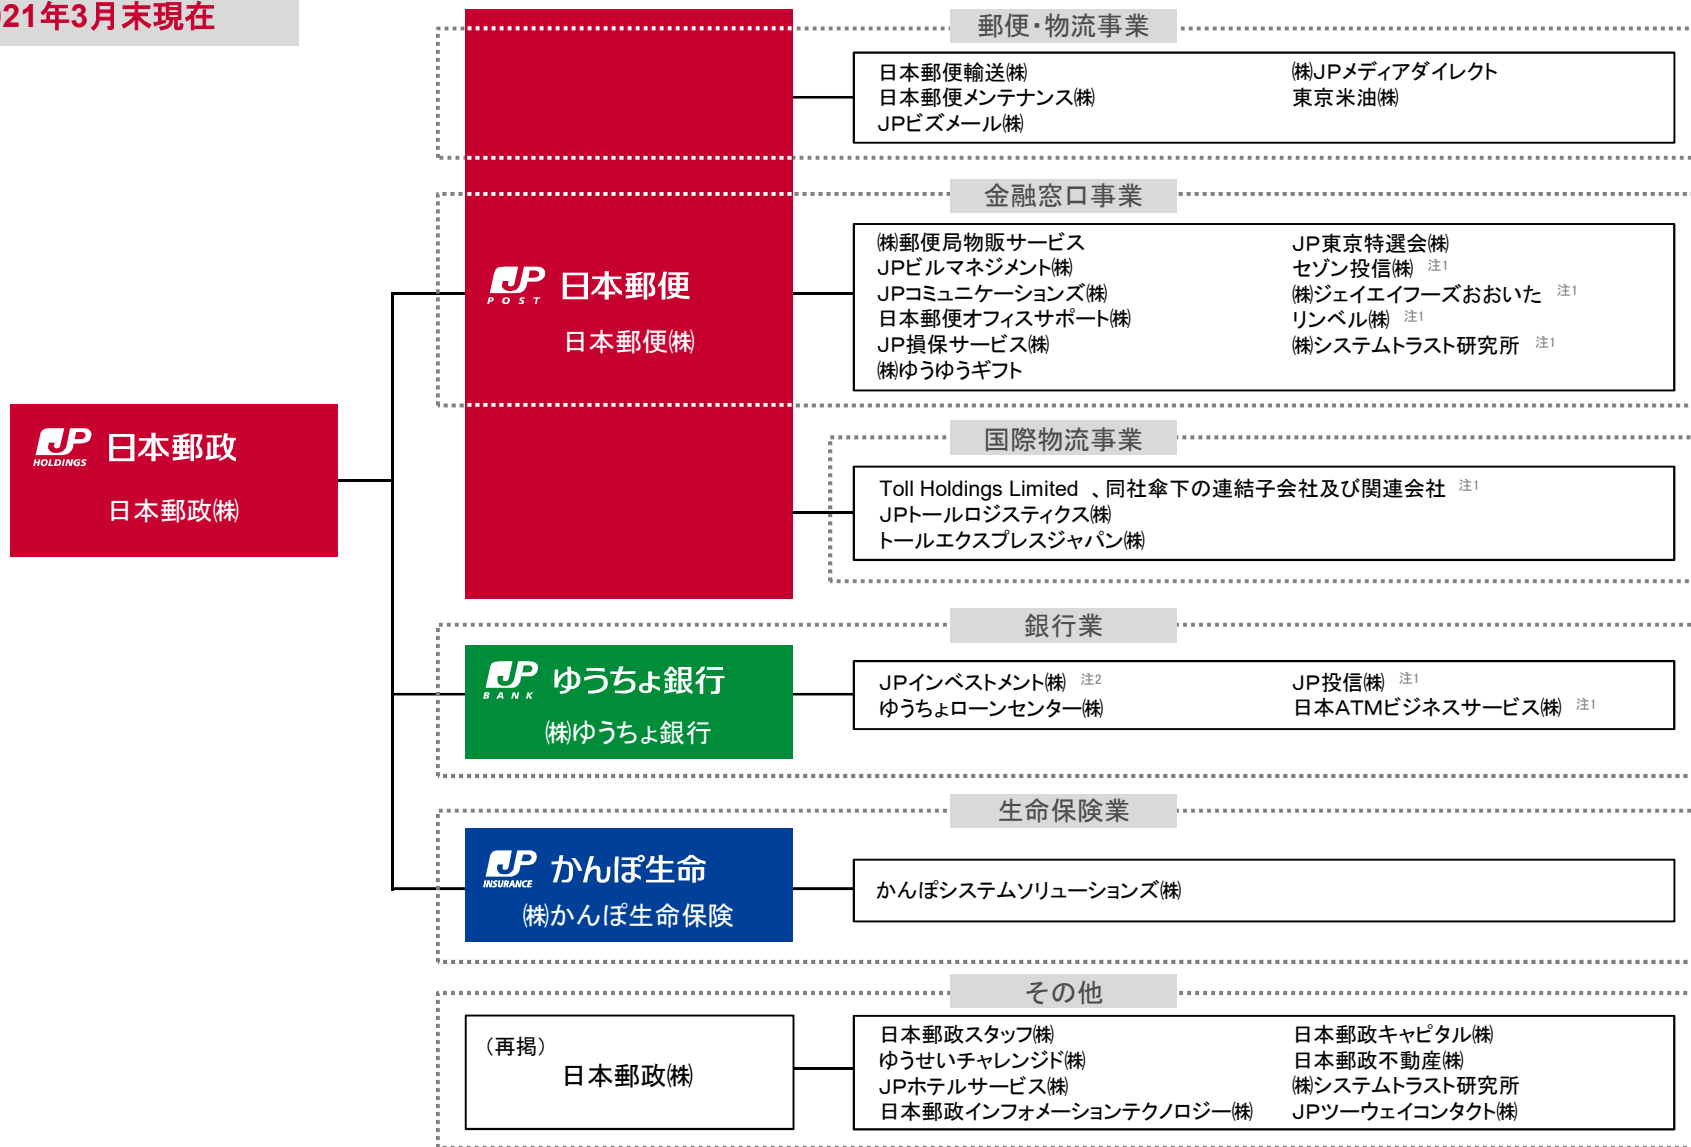 021年3月末現在
郵便・物流事業
日本郵便輸送㈱
日本郵便メンテナンス㈱
JPビズメール㈱
㈱JPメディアダイレクト
東京米油㈱
金融窓口事業
JP POST 日本郵便
日本郵便㈱
㈱郵便局物販サービス
JPビルマネジメント㈱
JPコミュニケーションズ㈱
日本郵便オフィスサポート㈱
JP損保サービス㈱
㈱ゆうゆうギフト
JP東京特選会㈱
セゾン投信㈱ 注1
㈱ジェイエイフーズおおいた 注1
リンベル㈱ 注1
㈱システムトラスト研究所 注1
JP HOLDINGS 日本郵政
日本郵政㈱
国際物流事業
Toll Holdings Limited 、同社傘下の連結子会社及び関連会社 注1
JPトールロジスティクス㈱
トールエクスプレスジャパン㈱
銀行業
JP BANK ゆうちょ銀行
㈱ゆうちょ銀行
JPインベストメント㈱ 注2
ゆうちょローンセンター㈱
JP投信㈱ 注1
日本ATMビジネスサービス㈱ 注1
生命保険業
JP INSURANCE かんぽ生命
㈱かんぽ生命保険
かんぽシステムソリューションズ㈱
その他
（再掲）
日本郵政㈱
日本郵政スタッフ㈱
ゆうせいチャレンジド㈱
JPホテルサービス㈱
日本郵政インフォメーションテクノロジー㈱
日本郵政キャピタル㈱
日本郵政不動産㈱
㈱システムトラスト研究所
JPツーウェイコンタクト㈱